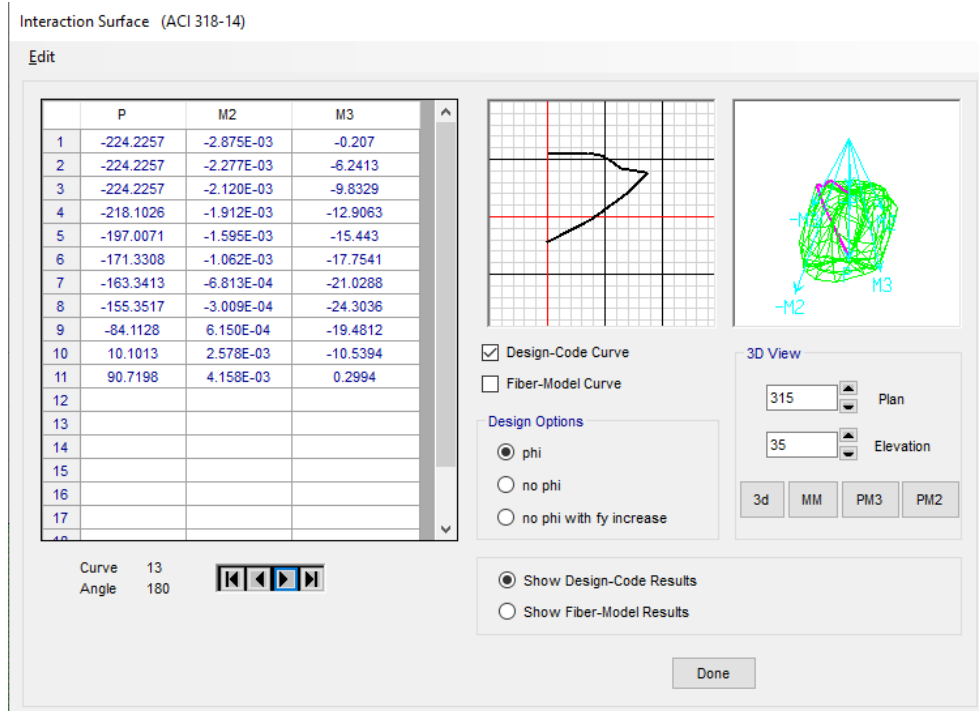 Interaction Surface (ACI 318-14)
Edit
P M2 M3
1 -224.2257 -2.875E-03 -0.207
2 -224.2257 -2.277E-03 -6.2413
3 -224.2257 -2.120E-03 -9.8329
4 -218.1026 -1.912E-03 -12.9063
5 -197.0071 -1.595E-03 -15.443
6 -171.3308 -1.062E-03 -17.7541
7 -163.3413 -6.813E-04 -21.0288
8 -155.3517 -3.009E-04 -24.3036
9 -84.1128 6.150E-04 -19.4812
10 10.1013 2.578E-03 -10.5394
11 90.7198 4.158E-03 0.2994
12
13
14
15
16
17
Curve 13
Angle 180
M3
-M2
Design-Code Curve
Fiber-Model Curve
Design Options
phi
no phi
no phi with fy increase
3D View
315 Plan
35 Elevation
3d MM PM3 PM2
Show Design-Code Results
Show Fiber-Model Results
Done